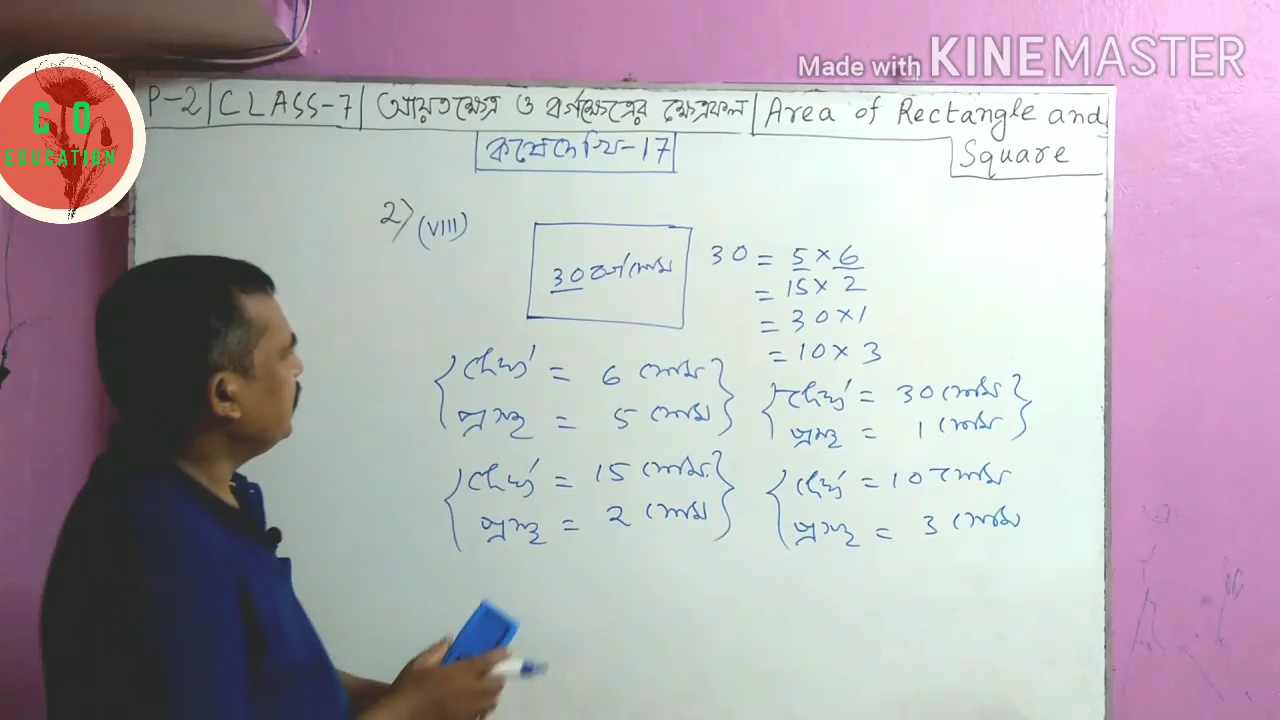 Made with KINEMASTER
CO
EDUCATION
P-2 | CLASS-7 | আয়তক্ষেত্র ও বর্গক্ষেত্রের ক্ষেত্রফল | Area of Rectangle and
Square
কষে দেখি-17
2) (VIII)
30 বর্গসেমি
30 = 5 × 6
= 15 × 2
= 30 × 1
= 10 × 3
দৈর্ঘ্য = 6 সেমি
প্রস্থ = 5 সেমি
দৈর্ঘ্য = 30 সেমি
প্রস্থ = 1 সেমি
দৈর্ঘ্য = 15 সেমি.
প্রস্থ = 2 সেমি
দৈর্ঘ্য = 10 সেমি
প্রস্থ = 3 সেমি